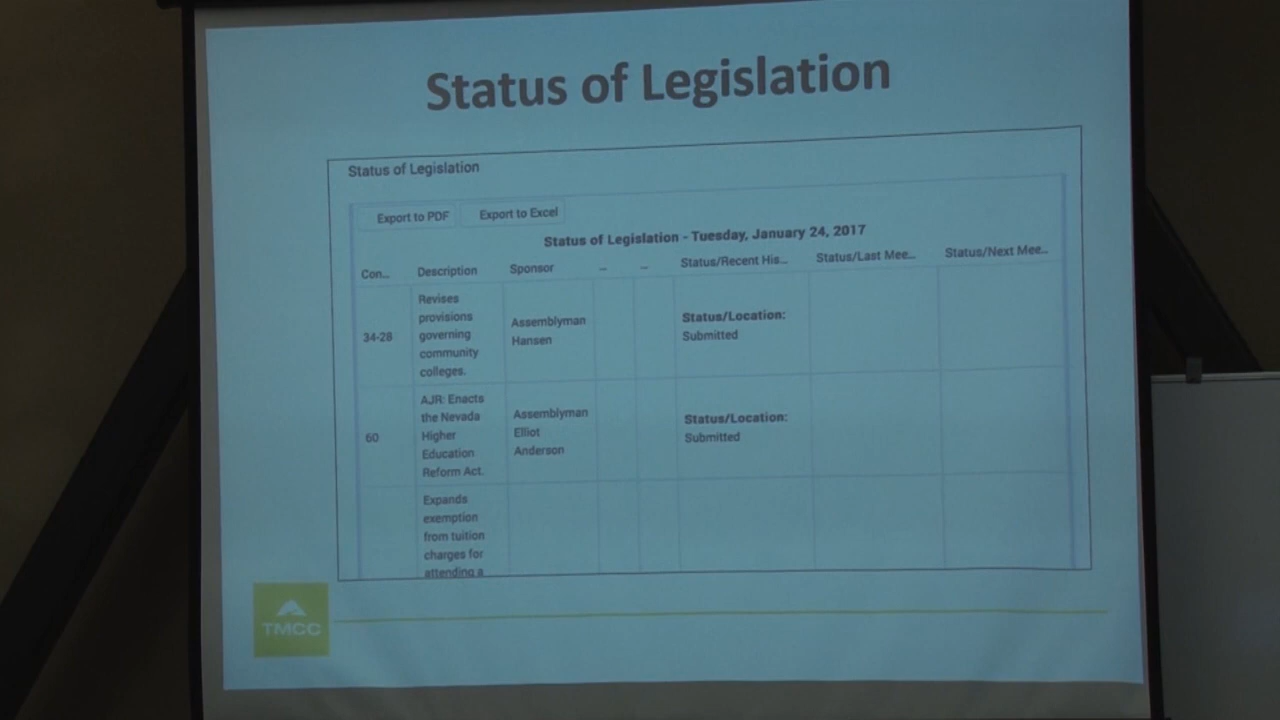 Status of Legislation
Status of Legislation
Export to PDF Export to Excel
Status of Legislation - Tuesday, January 24, 2017
Con... Description Sponsor ... ... Status/Recent His... Status/Last Mee... Status/Next Mee...
34-28
Revises
provisions
governing
community
colleges.
Assemblyman
Hansen
Status/Location:
Submitted
60
AJR: Enacts
the Nevada
Higher
Education
Reform Act.
Assemblyman
Elliot
Anderson
Status/Location:
Submitted
Expands
exemption
from tuition
charges for
attending a
TMCC